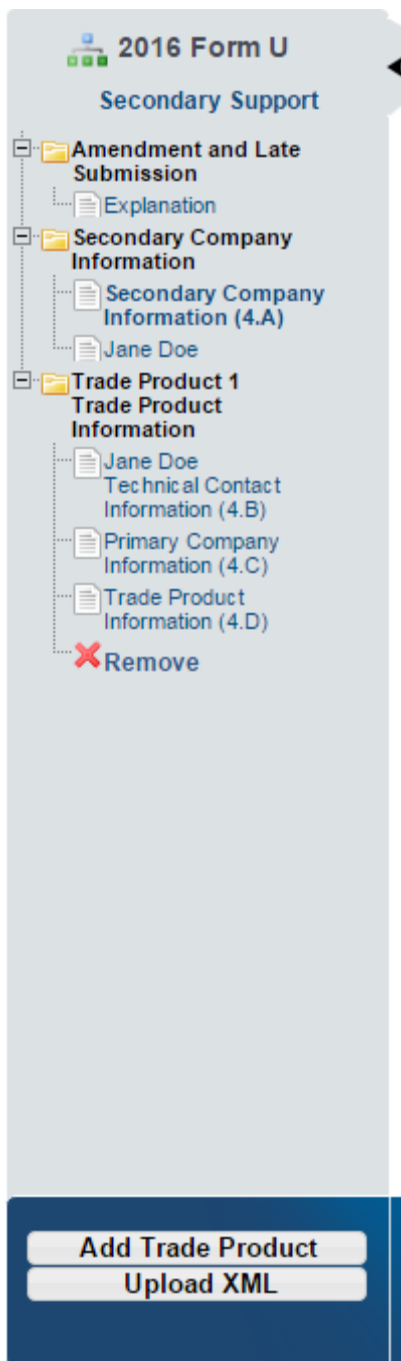 2016 Form U
Secondary Support
Amendment and Late
Submission
Explanation
Secondary Company
Information
Secondary Company
Information (4.A)
Jane Doe
Trade Product 1
Trade Product
Information
Jane Doe
Technical Contact
Information (4.B)
Primary Company
Information (4.C)
Trade Product
Information (4.D)
Remove
Add Trade Product
Upload XML